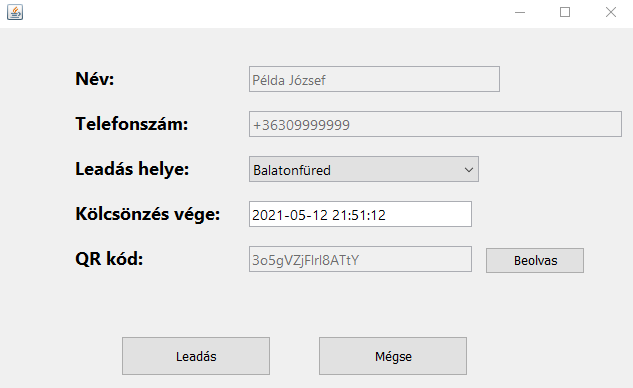 Név: Példa József
Telefonszám: +36309999999
Leadás helye: Balatonfüred
Kölcsönzés vége: 2021-05-12 21:51:12
QR kód: 3o5gVZjFlrl8ATtY Beolvas
Leadás Mégse